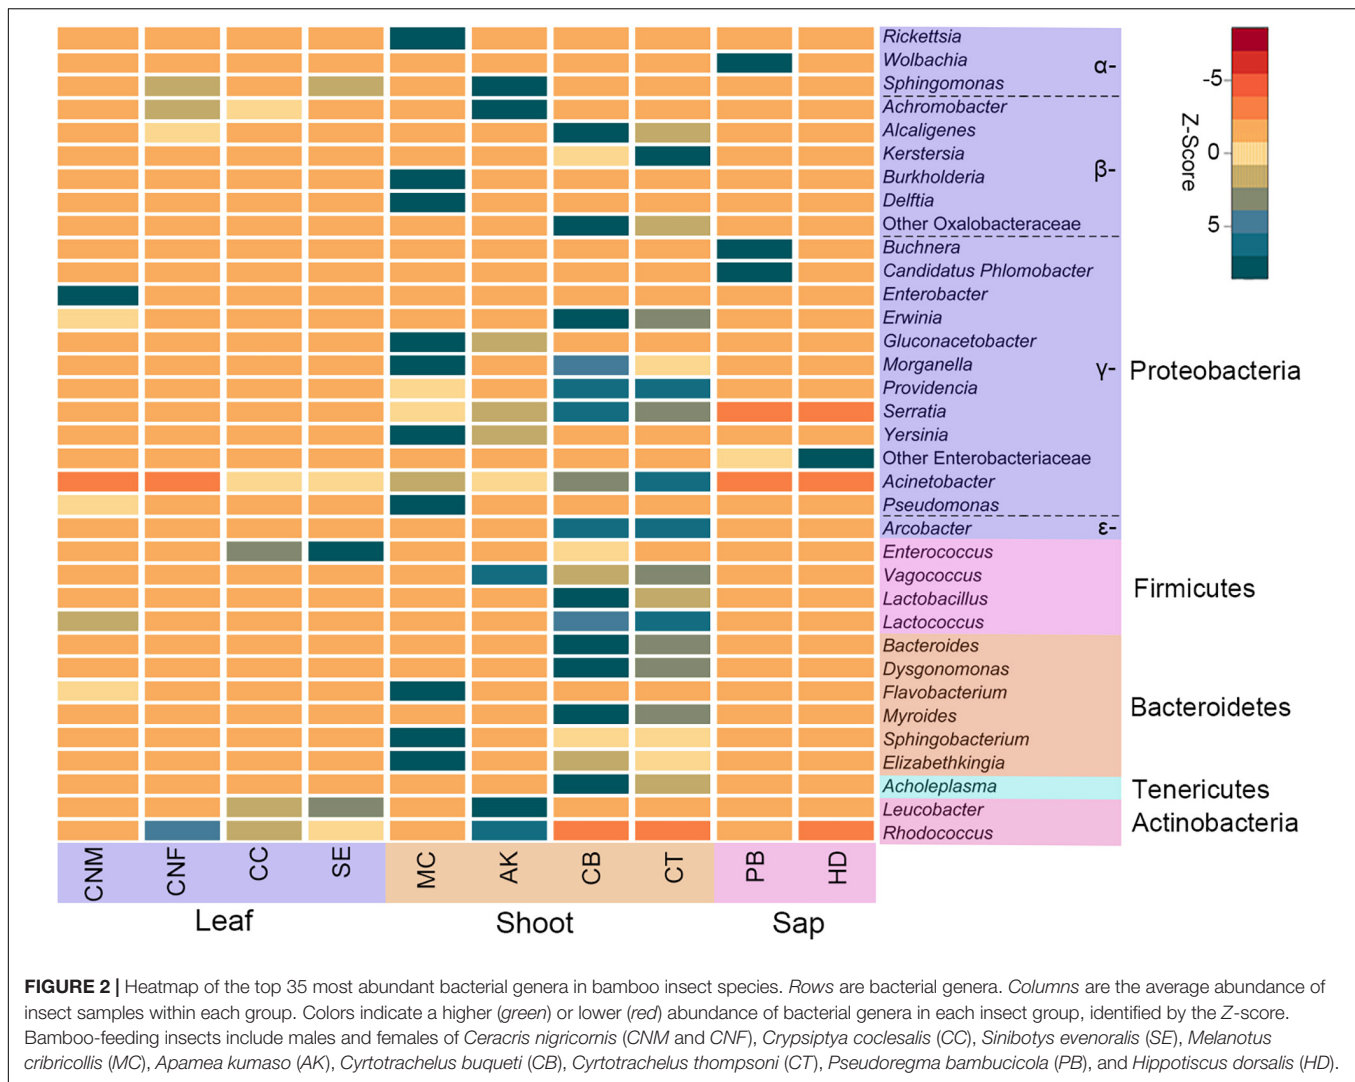 Rickettsia
Wolbachia
α-
Sphingomonas
Achromobacter
Alcaligenes
Kerstersia
β-
Burkholderia
Delftia
Other Oxalobacteraceae
Buchnera
Candidatus Phlomobacter
Enterobacter
Erwinia
Gluconacetobacter
Morganella
γ-
Proteobacteria
Providencia
Serratia
Yersinia
Other Enterobacteriaceae
Acinetobacter
Pseudomonas
Arcobacter
ε-
Enterococcus
Vagococcus
Firmicutes
Lactobacillus
Lactococcus
Bacteroides
Dysgonomonas
Flavobacterium
Bacteroidetes
Myroides
Sphingobacterium
Elizabethkingia
Acholeplasma
Tenericutes
Leucobacter
Actinobacteria
Rhodococcus
-5
0
5
Z-Score
CNM
CNF
CC
SE
MC
AK
CB
CT
PB
HD
Leaf
Shoot
Sap
FIGURE 2 | Heatmap of the top 35 most abundant bacterial genera in bamboo insect species. Rows are bacterial genera. Columns are the average abundance of
insect samples within each group. Colors indicate a higher (green) or lower (red) abundance of bacterial genera in each insect group, identified by the Z-score.
Bamboo-feeding insects include males and females of Ceracris nigricornis (CNM and CNF), Crypsiptya coclesalis (CC), Sinibotys evenoralis (SE), Melanotus
cribricollis (MC), Apamea kumaso (AK), Cyrtotrachelus buqueti (CB), Cyrtotrachelus thompsoni (CT), Pseudoregma bambucicola (PB), and Hippotiscus dorsalis (HD).